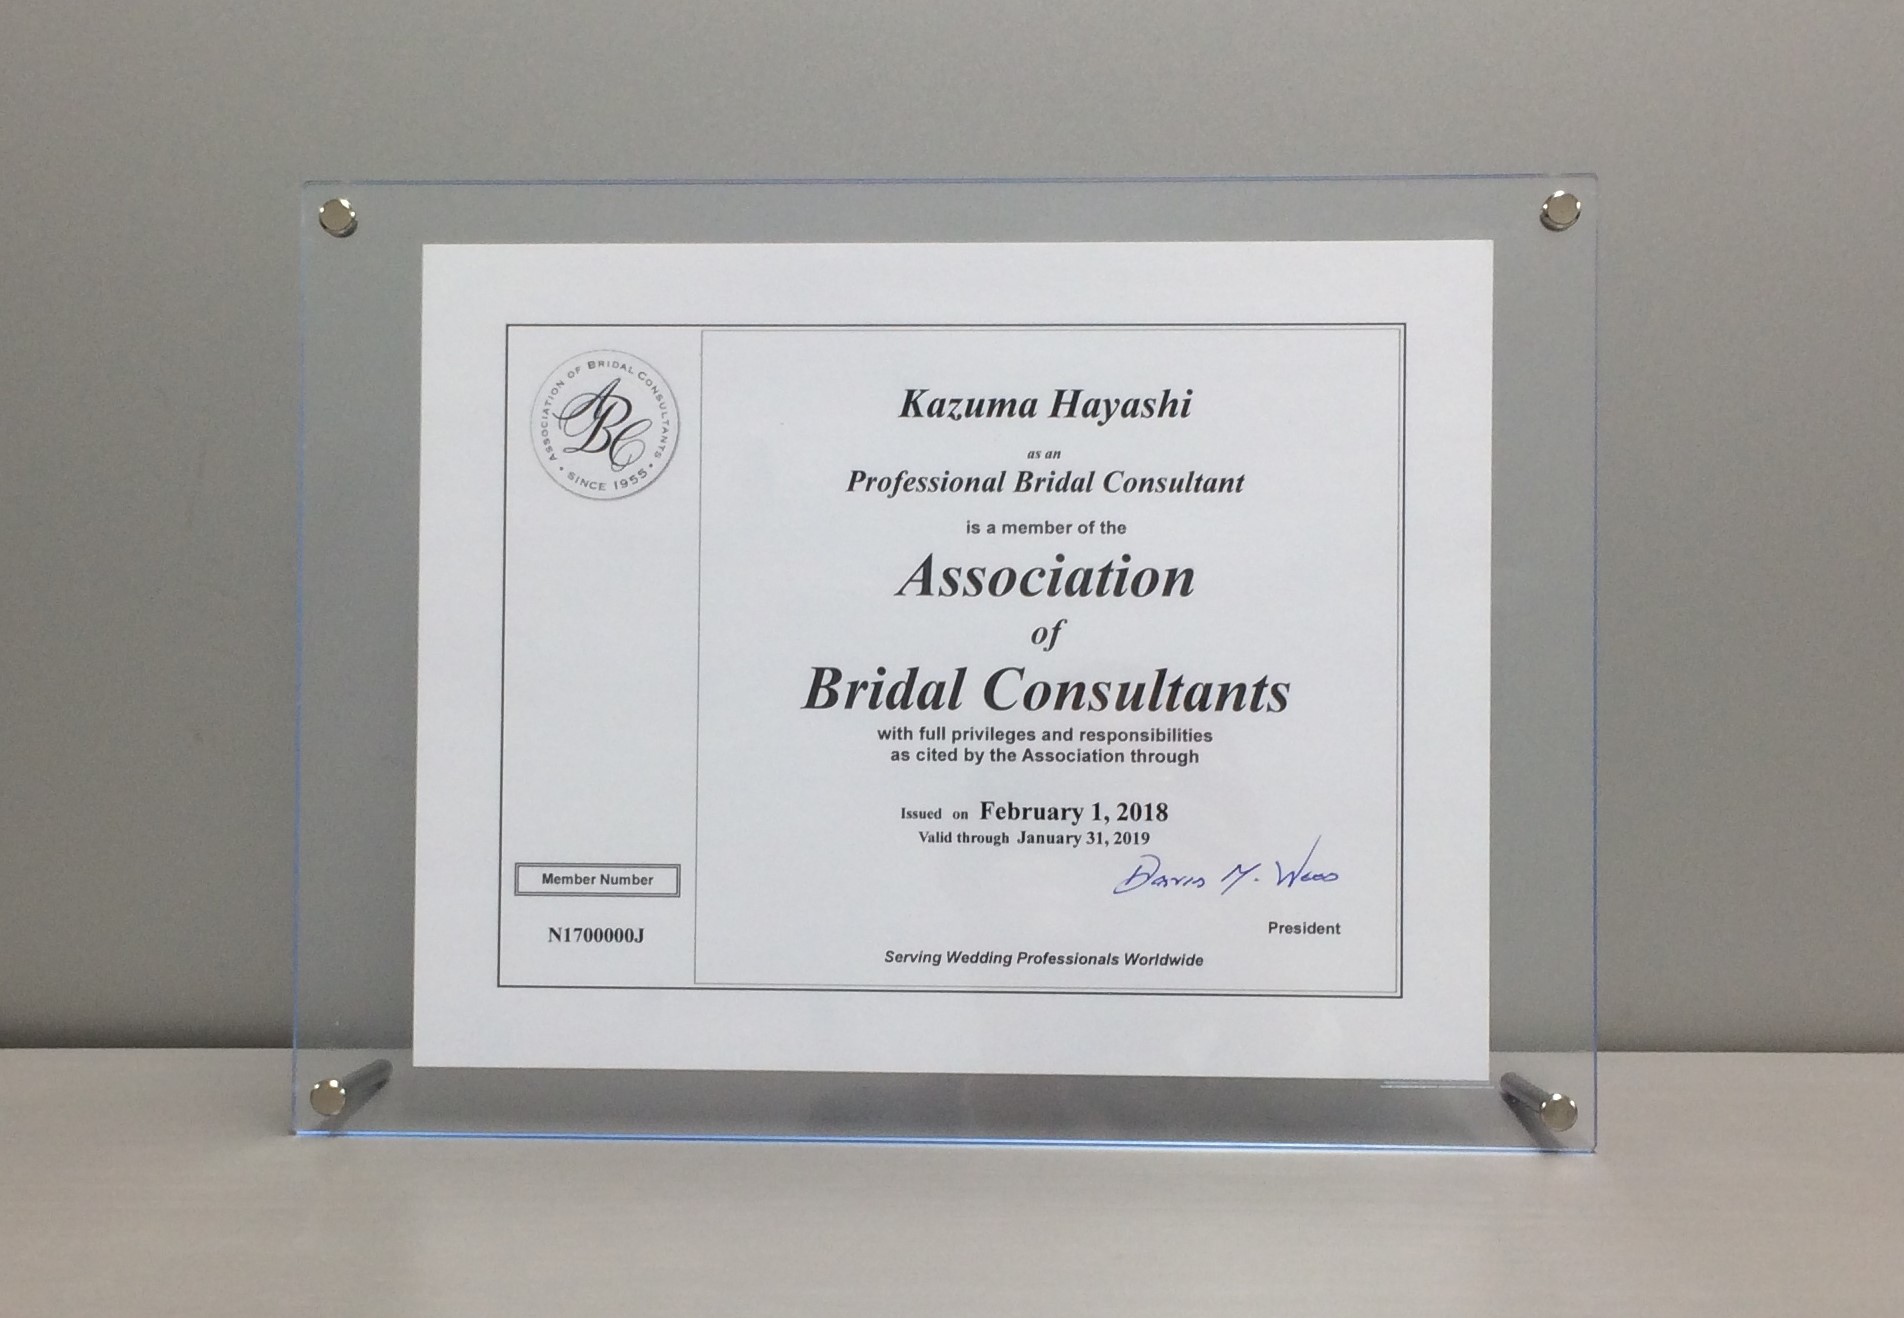 ASSOCIATION OF BRIDAL CONSULTANTS
ABC
• SINCE 1955 •
Kazuma Hayashi
as an
Professional Bridal Consultant
is a member of the
Association
of
Bridal Consultants
with full privileges and responsibilities
as cited by the Association through
Issued on February 1, 2018
Valid through January 31, 2019
David M. Wood
President
Member Number
N1700000J
Serving Wedding Professionals Worldwide